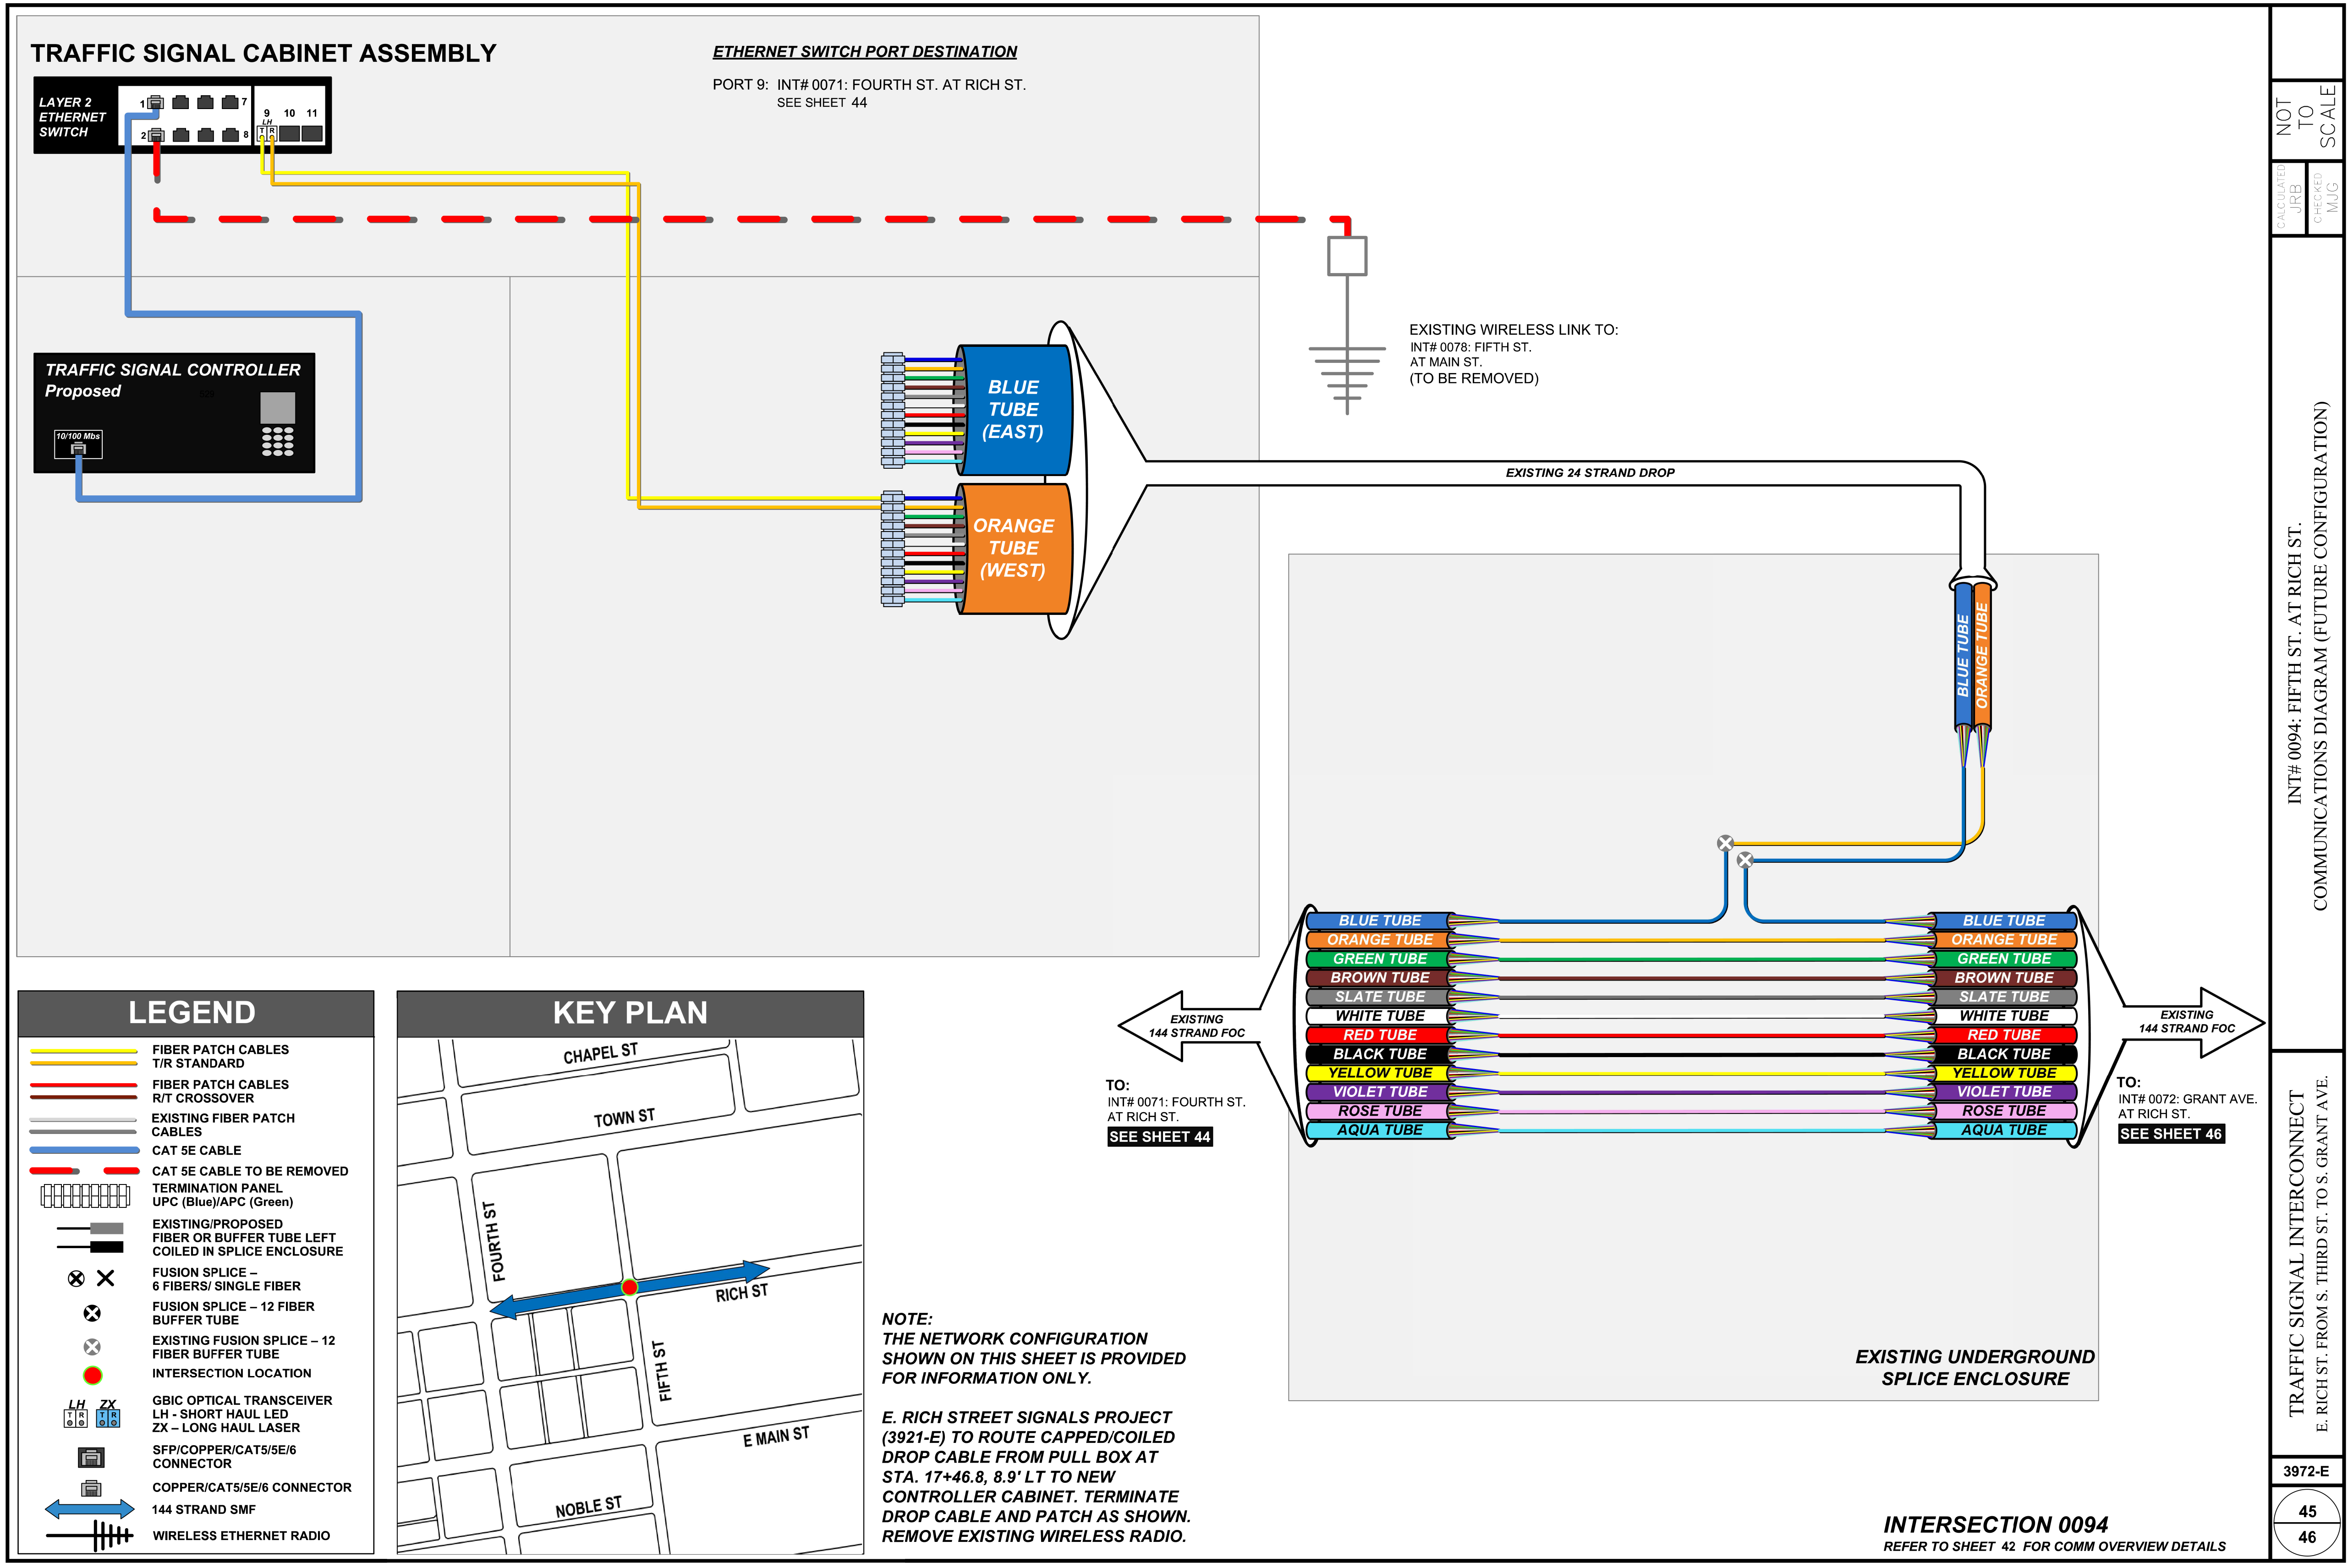 TRAFFIC SIGNAL CABINET ASSEMBLY
LAYER 2
ETHERNET
SWITCH
1
7
2
8
9
10
11
LH
T R
ETHERNET SWITCH PORT DESTINATION
PORT 9: INT# 0071: FOURTH ST. AT RICH ST.
SEE SHEET 44
TRAFFIC SIGNAL CONTROLLER
Proposed
10/100 Mbs
BLUE
TUBE
(EAST)
ORANGE
TUBE
(WEST)
EXISTING WIRELESS LINK TO:
INT# 0078: FIFTH ST.
AT MAIN ST.
(TO BE REMOVED)
EXISTING 24 STRAND DROP
BLUE TUBE
ORANGE TUBE
BLUE TUBE
ORANGE TUBE
GREEN TUBE
BROWN TUBE
SLATE TUBE
WHITE TUBE
RED TUBE
BLACK TUBE
YELLOW TUBE
VIOLET TUBE
ROSE TUBE
AQUA TUBE
BLUE TUBE
ORANGE TUBE
GREEN TUBE
BROWN TUBE
SLATE TUBE
WHITE TUBE
RED TUBE
BLACK TUBE
YELLOW TUBE
VIOLET TUBE
ROSE TUBE
AQUA TUBE
EXISTING
144 STRAND FOC
TO:
INT# 0071: FOURTH ST.
AT RICH ST.
SEE SHEET 44
EXISTING
144 STRAND FOC
TO:
INT# 0072: GRANT AVE.
AT RICH ST.
SEE SHEET 46
EXISTING UNDERGROUND
SPLICE ENCLOSURE
LEGEND
FIBER PATCH CABLES
T/R STANDARD
FIBER PATCH CABLES
R/T CROSSOVER
EXISTING FIBER PATCH
CABLES
CAT 5E CABLE
CAT 5E CABLE TO BE REMOVED
TERMINATION PANEL
UPC (Blue)/APC (Green)
EXISTING/PROPOSED
FIBER OR BUFFER TUBE LEFT
COILED IN SPLICE ENCLOSURE
FUSION SPLICE –
6 FIBERS/ SINGLE FIBER
FUSION SPLICE – 12 FIBER
BUFFER TUBE
EXISTING FUSION SPLICE – 12
FIBER BUFFER TUBE
INTERSECTION LOCATION
LH ZX
T R T R
GBIC OPTICAL TRANSCEIVER
LH - SHORT HAUL LED
ZX – LONG HAUL LASER
SFP/COPPER/CAT5/5E/6
CONNECTOR
COPPER/CAT5/5E/6 CONNECTOR
144 STRAND SMF
WIRELESS ETHERNET RADIO
KEY PLAN
CHAPEL ST
TOWN ST
FOURTH ST
RICH ST
FIFTH ST
E MAIN ST
NOBLE ST
NOTE:
THE NETWORK CONFIGURATION
SHOWN ON THIS SHEET IS PROVIDED
FOR INFORMATION ONLY.
E. RICH STREET SIGNALS PROJECT
(3921-E) TO ROUTE CAPPED/COILED
DROP CABLE FROM PULL BOX AT
STA. 17+46.8, 8.9' LT TO NEW
CONTROLLER CABINET. TERMINATE
DROP CABLE AND PATCH AS SHOWN.
REMOVE EXISTING WIRELESS RADIO.
INTERSECTION 0094
REFER TO SHEET 42 FOR COMM OVERVIEW DETAILS
NOT
TO
SCALE
CALCULATED
JRB
CHECKED
MJG
INT# 0094: FIFTH ST. AT RICH ST.
COMMUNICATIONS DIAGRAM (FUTURE CONFIGURATION)
TRAFFIC SIGNAL INTERCONNECT
E. RICH ST. FROM S. THIRD ST. TO S. GRANT AVE.
3972-E
45
46